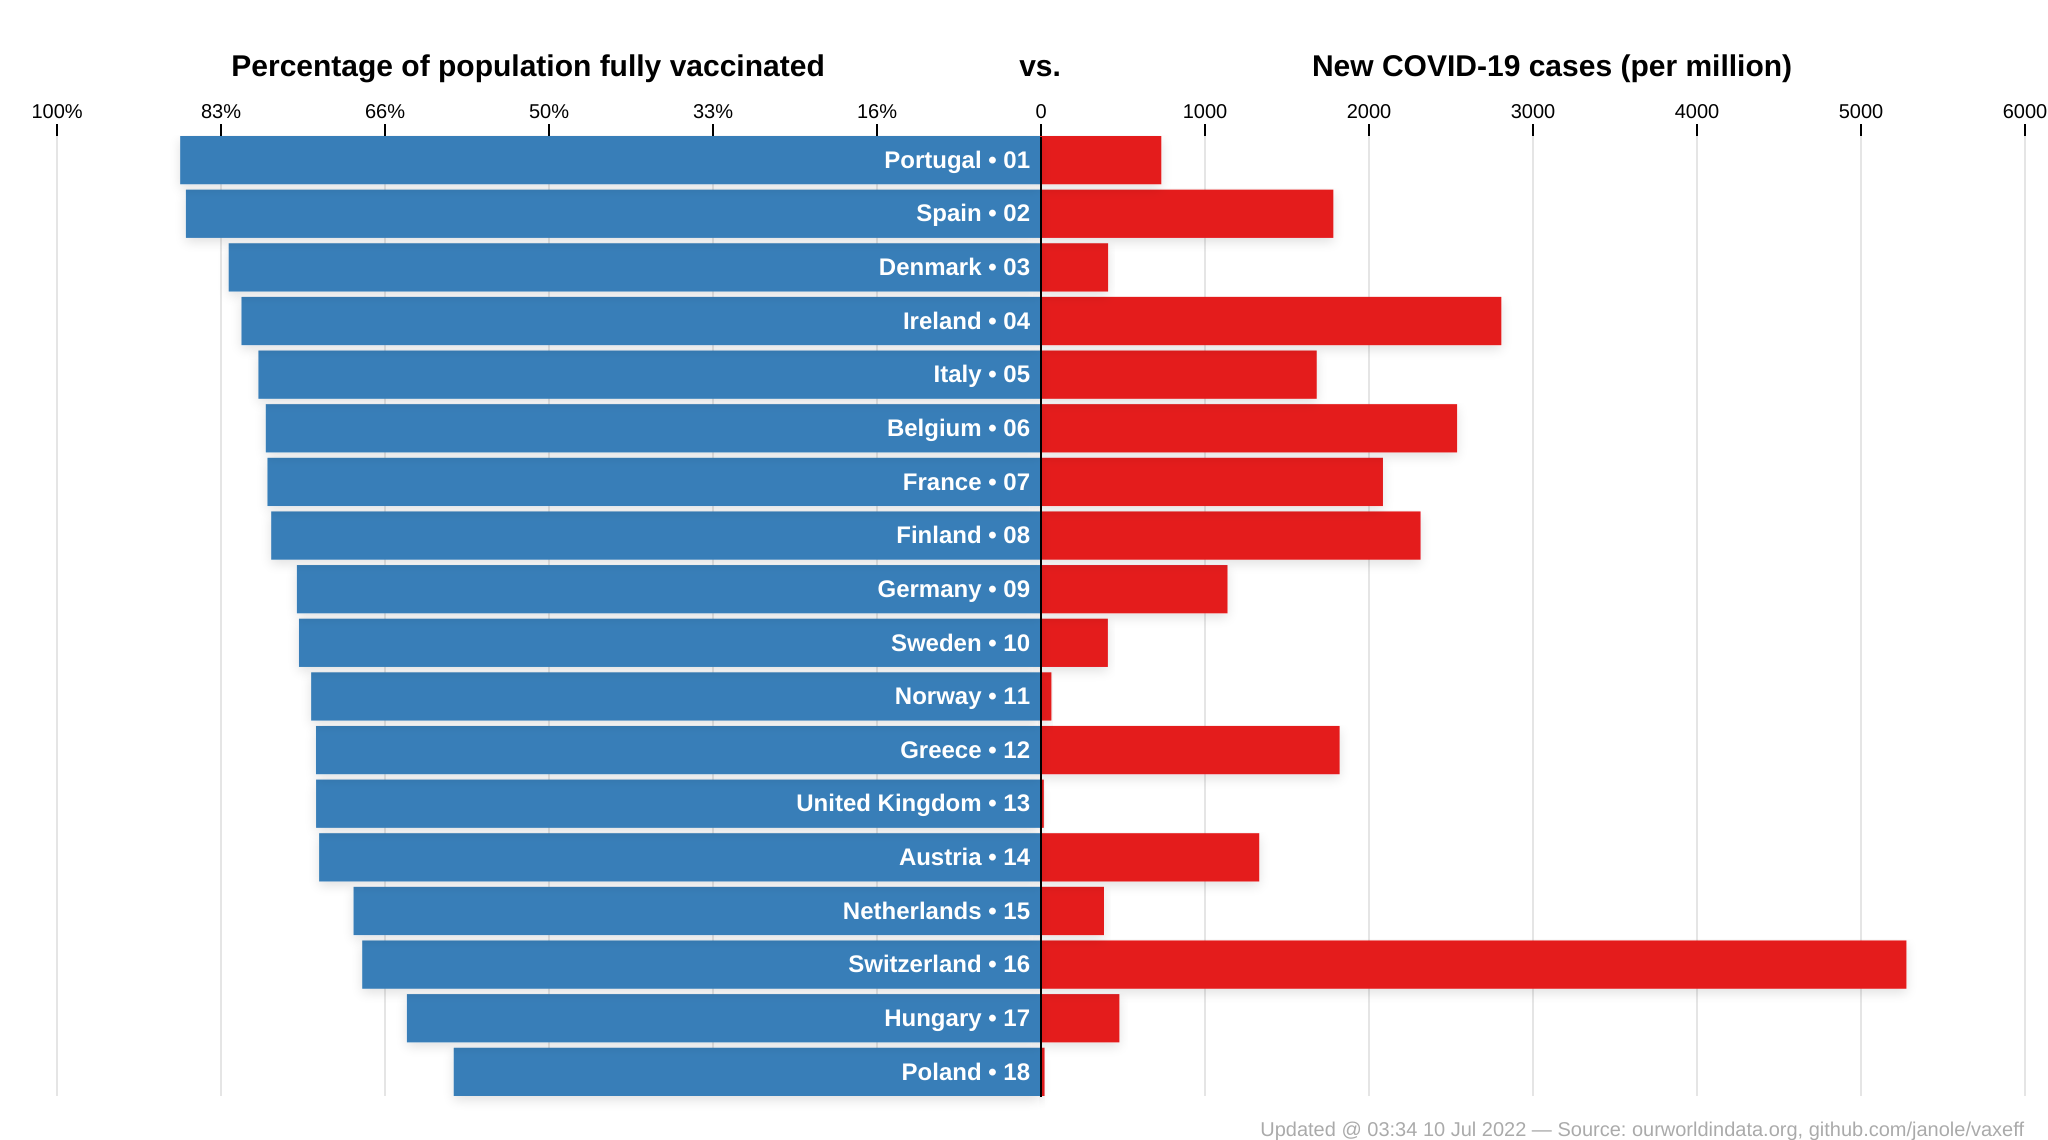 Percentage of population fully vaccinated vs. New COVID-19 cases (per million)
100% 83% 66% 50% 33% 16% 0 1000 2000 3000 4000 5000 6000
Portugal • 01
Spain • 02
Denmark • 03
Ireland • 04
Italy • 05
Belgium • 06
France • 07
Finland • 08
Germany • 09
Sweden • 10
Norway • 11
Greece • 12
United Kingdom • 13
Austria • 14
Netherlands • 15
Switzerland • 16
Hungary • 17
Poland • 18
Updated @ 03:34 10 Jul 2022 — Source: ourworldindata.org, github.com/janole/vaxeff